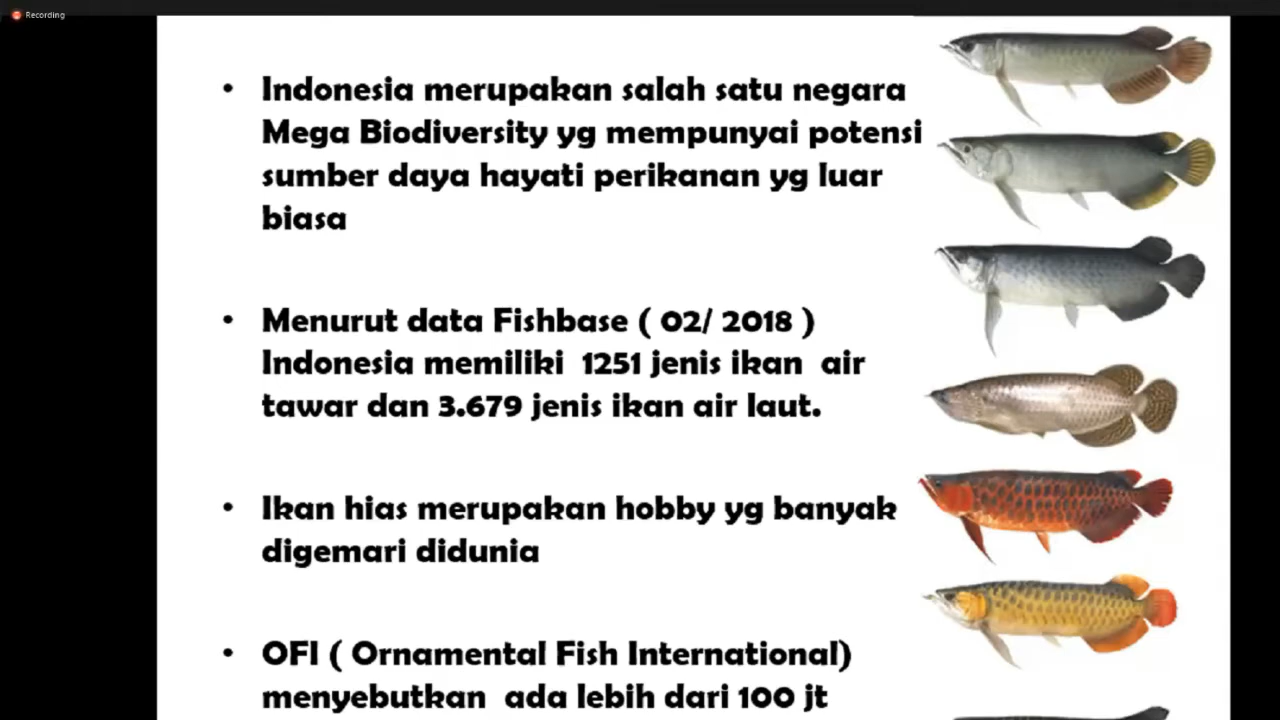 Recording
• Indonesia merupakan salah satu negara
Mega Biodiversity yg mempunyai potensi
sumber daya hayati perikanan yg luar
biasa
• Menurut data Fishbase ( 02/ 2018 )
Indonesia memiliki  1251 jenis ikan  air
tawar dan 3.679 jenis ikan air laut.
• Ikan hias merupakan hobby yg banyak
digemari didunia
• OFI ( Ornamental Fish International)
menyebutkan  ada lebih dari 100 jt